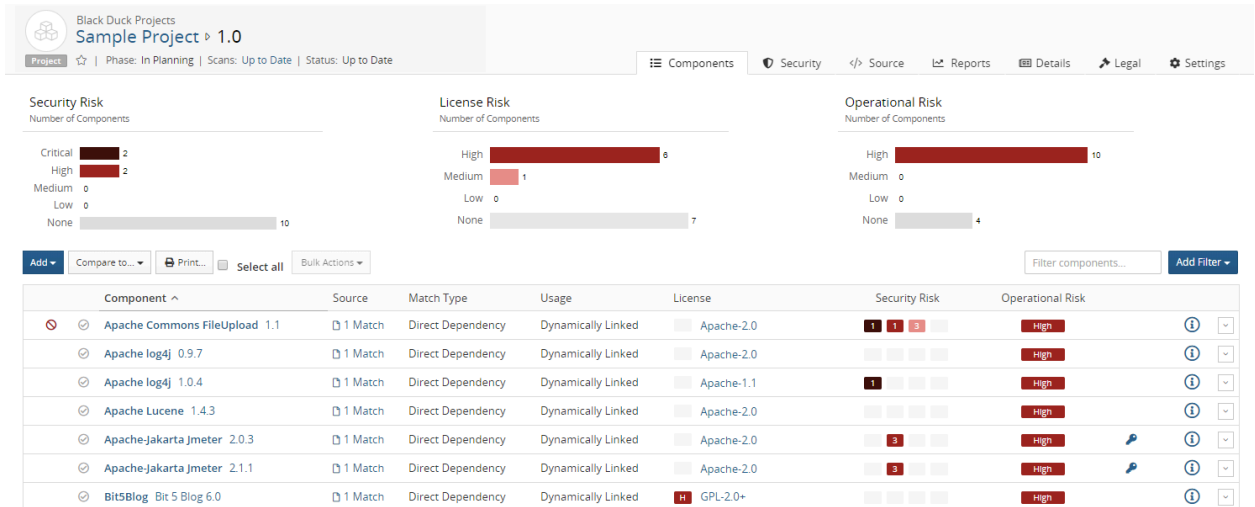 Black Duck Projects
Sample Project ▹ 1.0
Project | Phase: In Planning | Scans: Up to Date | Status: Up to Date
Components Security </> Source Reports Details Legal Settings
Security Risk
Number of Components
Critical 2
High 2
Medium 0
Low 0
None 10
License Risk
Number of Components
High 6
Medium 1
Low 0
None 7
Operational Risk
Number of Components
High 10
Medium 0
Low 0
None 4
Add Compare to... Print... Select all Bulk Actions Filter components... Add Filter
Component Source Match Type Usage License Security Risk Operational Risk
Apache Commons FileUpload 1.1 1 Match Direct Dependency Dynamically Linked Apache-2.0 1 1 3 High
Apache log4j 0.9.7 1 Match Direct Dependency Dynamically Linked Apache-2.0 High
Apache log4j 1.0.4 1 Match Direct Dependency Dynamically Linked Apache-1.1 1 High
Apache Lucene 1.4.3 1 Match Direct Dependency Dynamically Linked Apache-2.0 High
Apache-Jakarta Jmeter 2.0.3 1 Match Direct Dependency Dynamically Linked Apache-2.0 3 High
Apache-Jakarta Jmeter 2.1.1 1 Match Direct Dependency Dynamically Linked Apache-2.0 3 High
Bit5Blog Bit 5 Blog 6.0 1 Match Direct Dependency Dynamically Linked H GPL-2.0+ High